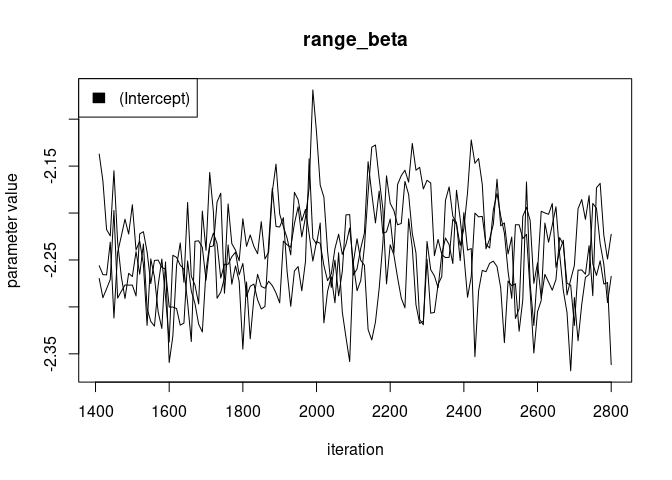 range_beta
(Intercept)
parameter value
-2.15
-2.25
-2.35
1400 1600 1800 2000 2200 2400 2600 2800
iteration